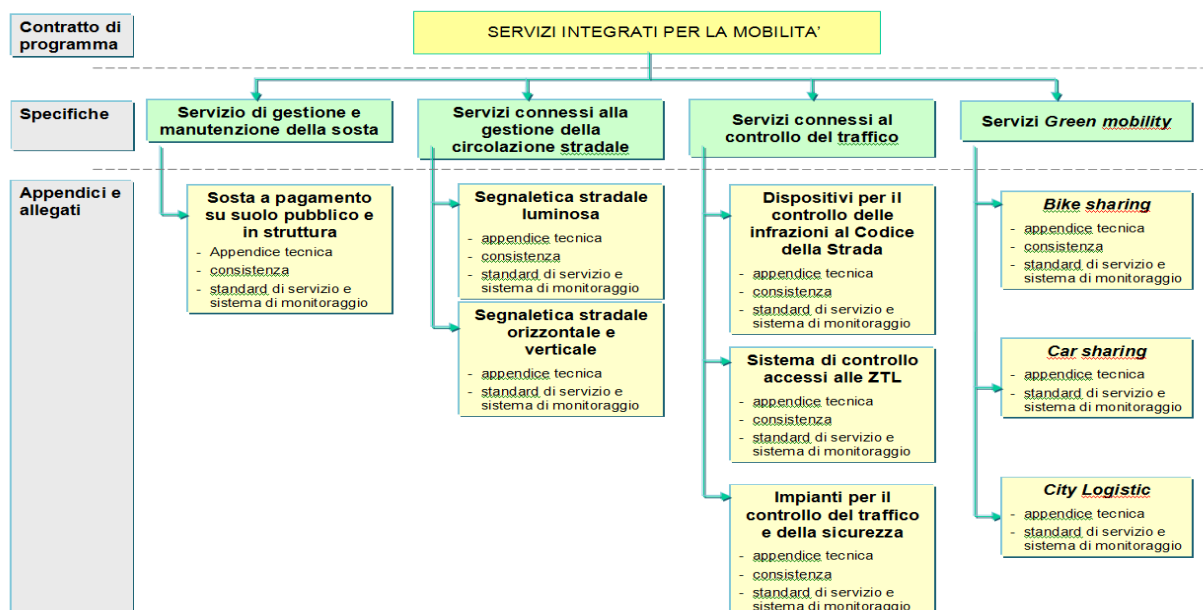 Contratto di
programma
SERVIZI INTEGRATI PER LA MOBILITA’
Specifiche
Servizio di gestione e
manutenzione della sosta
Servizi connessi alla
gestione della
circolazione stradale
Servizi connessi al
controllo del traffico
Servizi Green mobility
Appendici e
allegati
Sosta a pagamento
su suolo pubblico e
in struttura
- Appendice tecnica
- consistenza
- standard di servizio e
sistema di monitoraggio
Segnaletica stradale
luminosa
- appendice tecnica
- consistenza
- standard di servizio e
sistema di monitoraggio
Segnaletica stradale
orizzontale e
verticale
- appendice tecnica
- standard di servizio e
sistema di monitoraggio
Dispositivi per il
controllo delle
infrazioni al Codice
della Strada
- appendice tecnica
- consistenza
- standard di servizio e
sistema di monitoraggio
Sistema di controllo
accessi alle ZTL
- appendice tecnica
- consistenza
- standard di servizio e
sistema di monitoraggio
Impianti per il
controllo del traffico
e della sicurezza
- appendice tecnica
- consistenza
- standard di servizio e
sistema di monitoraggio
Bike sharing
- appendice tecnica
- consistenza
- standard di servizio e
sistema di monitoraggio
Car sharing
- appendice tecnica
- standard di servizio e
sistema di monitoraggio
City Logistic
- appendice tecnica
- standard di servizio e
sistema di monitoraggio